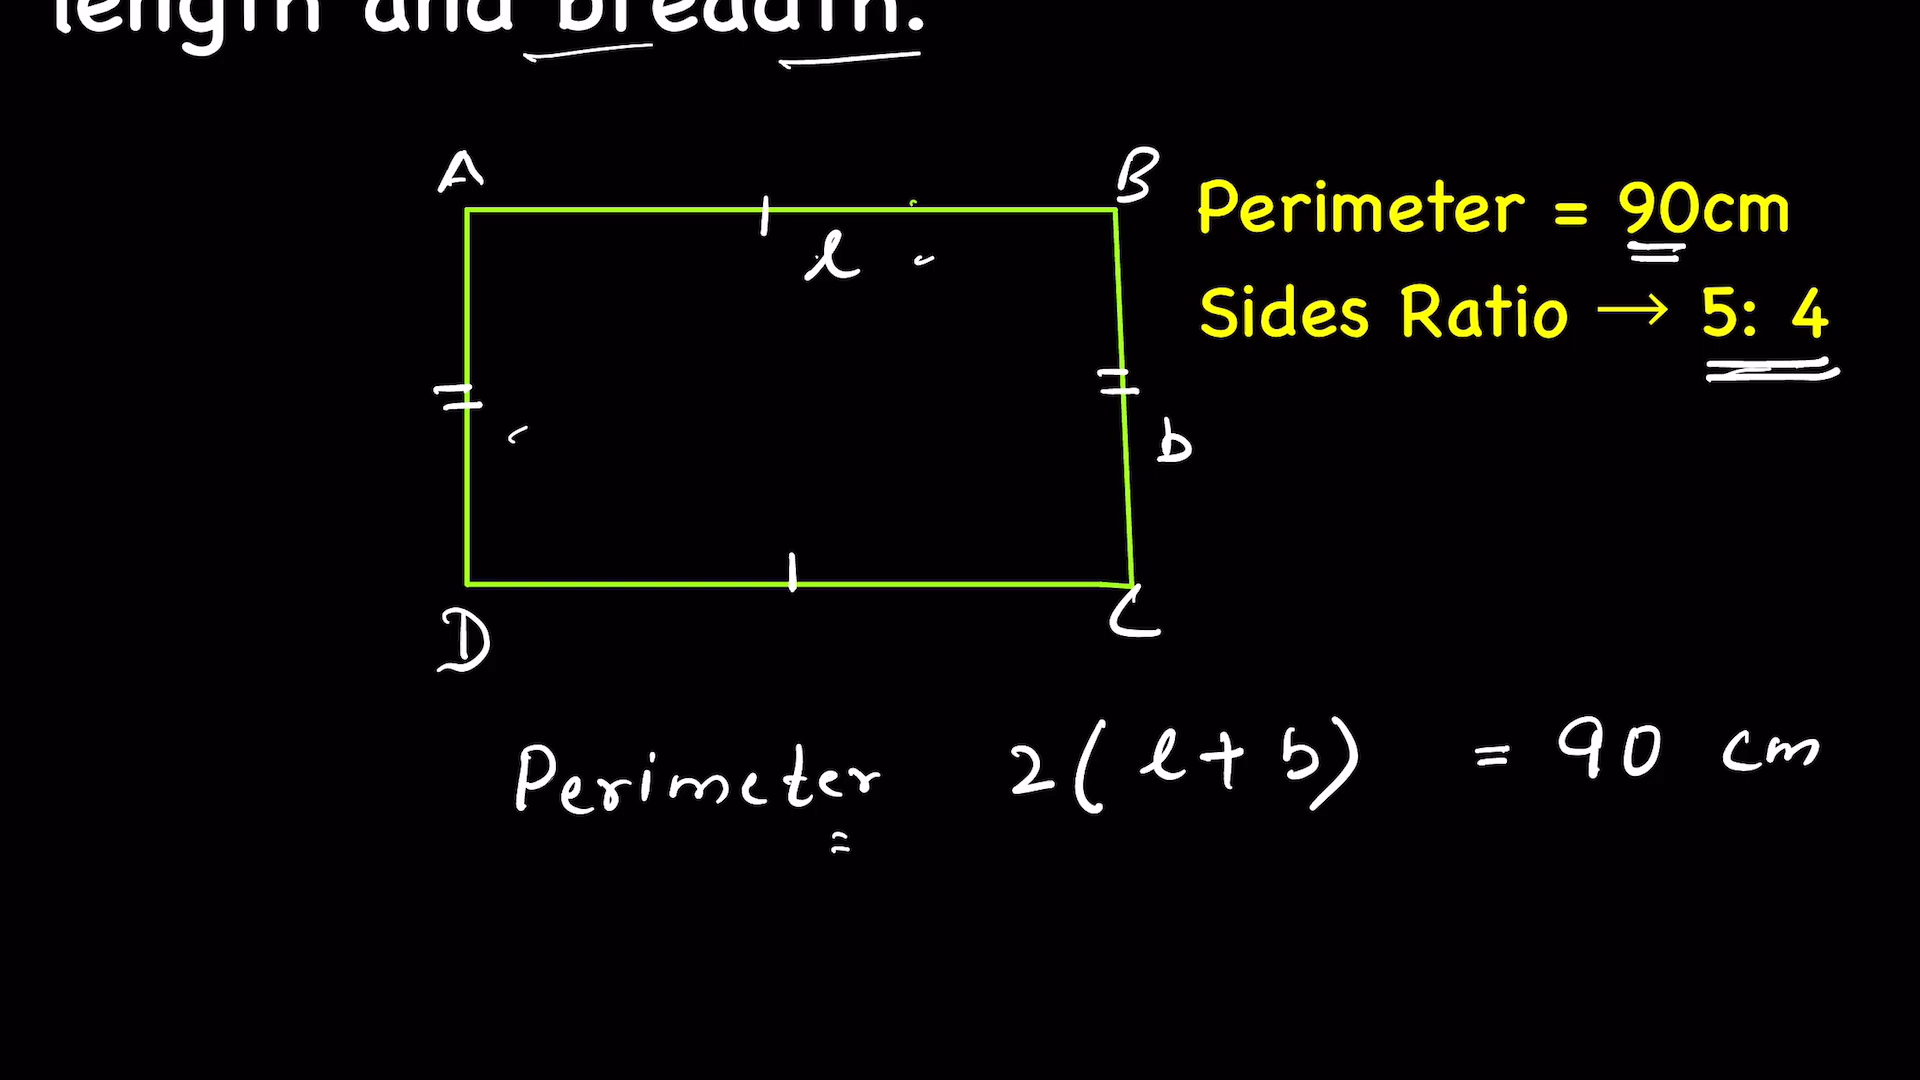 length and breadth.
A
B
Perimeter = 90cm
l
Sides Ratio → 5: 4
b
D
C
Perimeter 2(l+b) = 90 cm
=